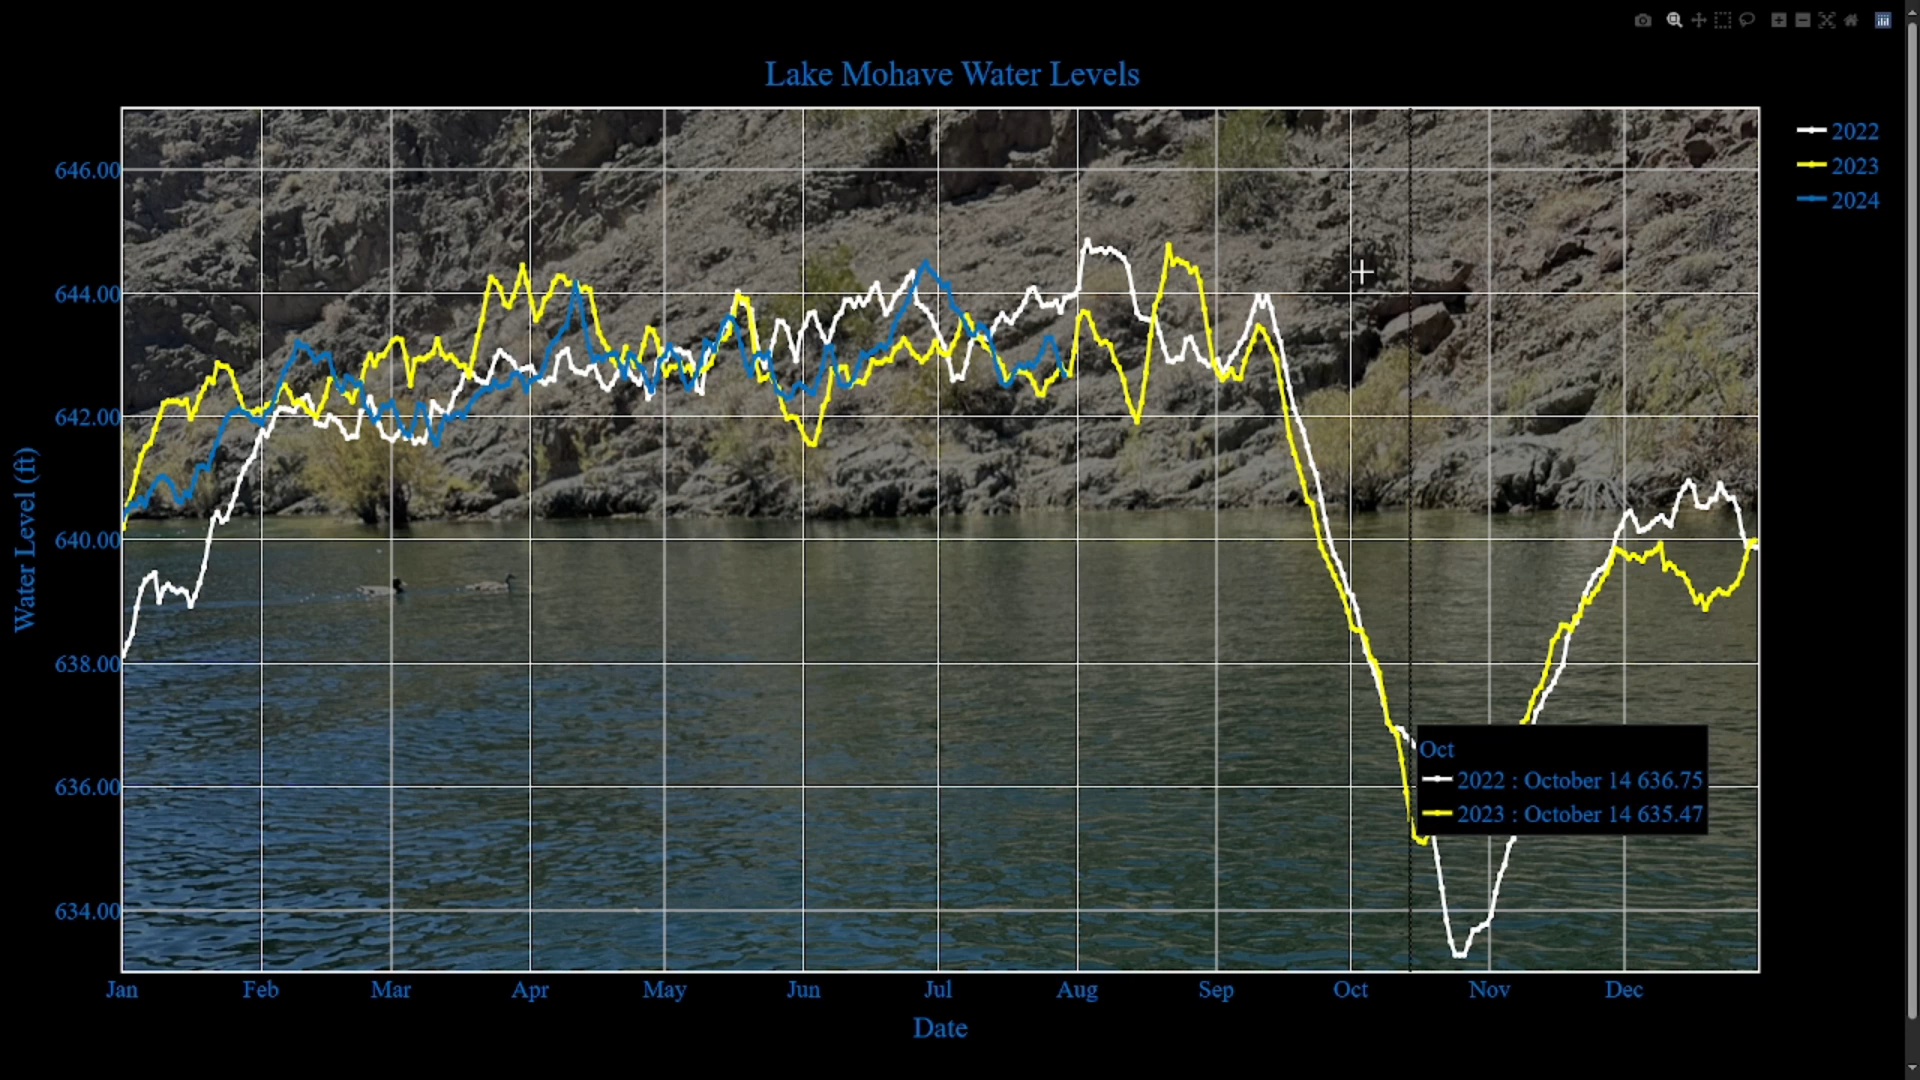 Lake Mohave Water Levels
2022
2023
2024
646.00
644.00
642.00
640.00
638.00
636.00
634.00
Water Level (ft)
Oct
2022 : October 14 636.75
2023 : October 14 635.47
Jan Feb Mar Apr May Jun Jul Aug Sep Oct Nov Dec
Date